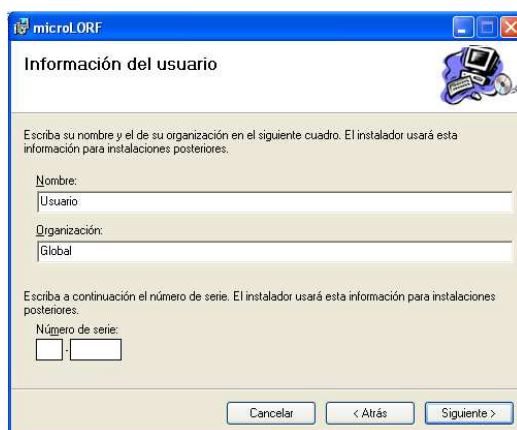 microLORF
Información del usuario
Escriba su nombre y el de su organización en el siguiente cuadro. El instalador usará esta
información para instalaciones posteriores.
Nombre:
Usuario
Organización:
Global
Escriba a continuación el número de serie. El instalador usará esta información para instalaciones
posteriores.
Número de serie:
-
Cancelar
< Atrás
Siguiente >